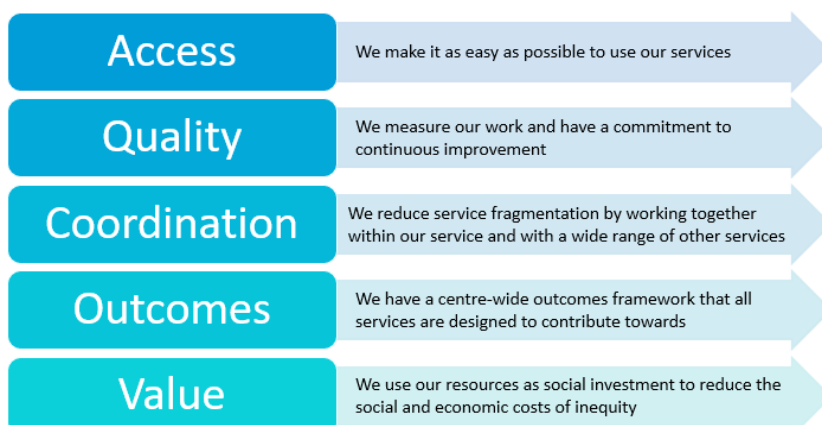 Access
We make it as easy as possible to use our services
Quality
We measure our work and have a commitment to
continuous improvement
Coordination
We reduce service fragmentation by working together
within our service and with a wide range of other services
Outcomes
We have a centre-wide outcomes framework that all
services are designed to contribute towards
Value
We use our resources as social investment to reduce the
social and economic costs of inequity